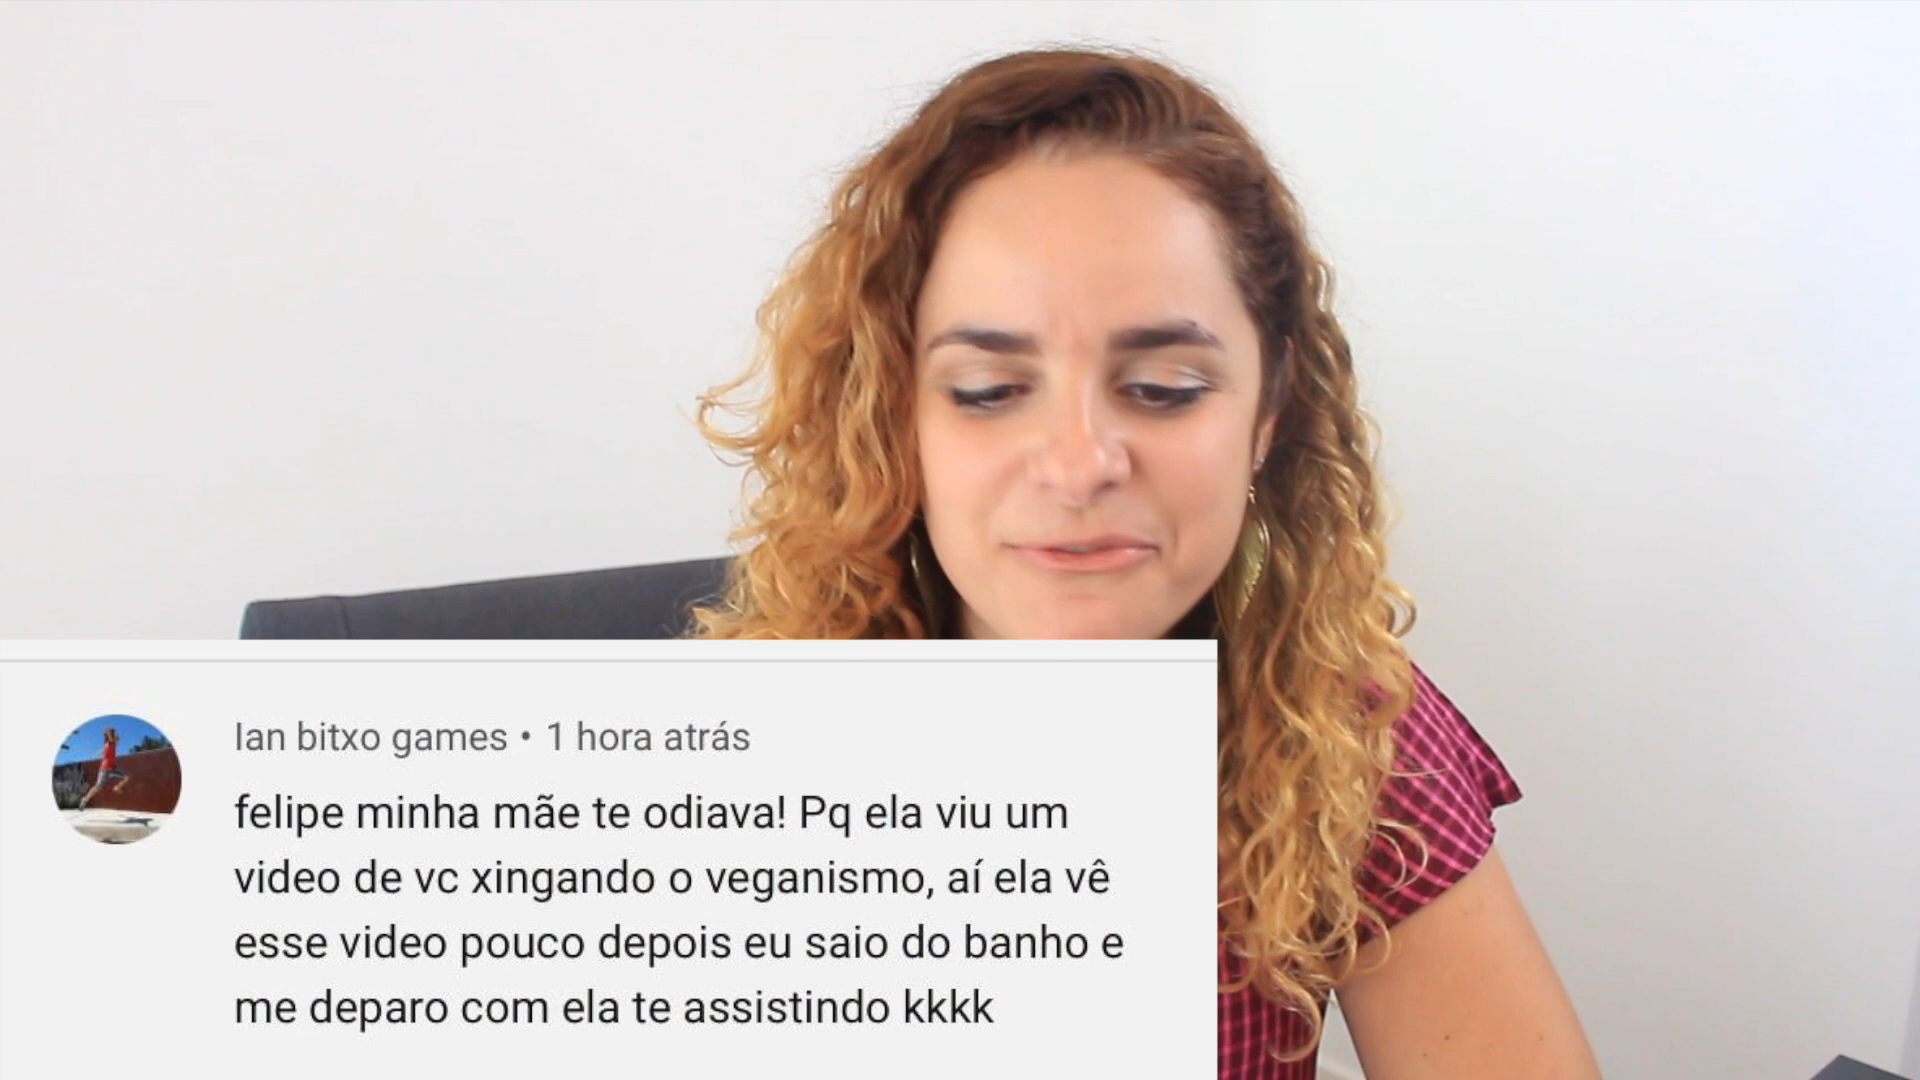 Ian bitxo games • 1 hora atrás
felipe minha mãe te odiava! Pq ela viu um
video de vc xingando o veganismo, aí ela vê
esse video pouco depois eu saio do banho e
me deparo com ela te assistindo kkkk